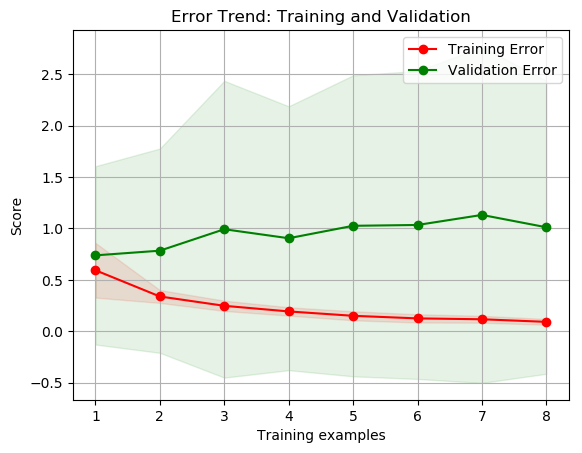 Error Trend: Training and Validation
Training Error
Validation Error
Score
2.5
2.0
1.5
1.0
0.5
0.0
−0.5
1 2 3 4 5 6 7 8
Training examples